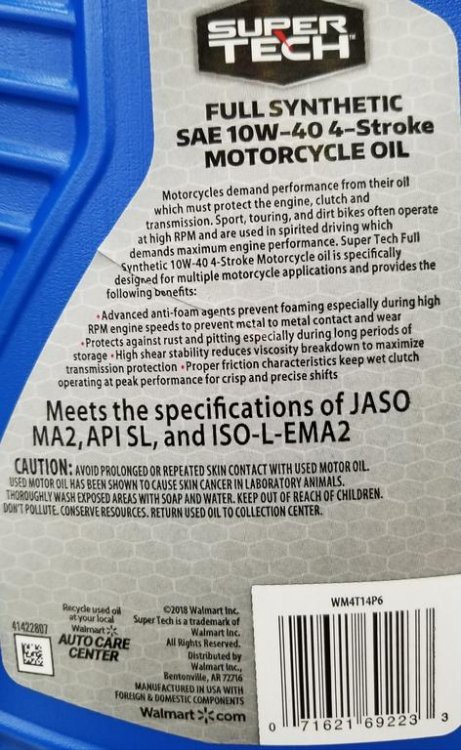 SUPER
TECH
FULL SYNTHETIC
SAE 10W-40 4-Stroke
MOTORCYCLE OIL
Motorcycles demand performance from their oil
which must protect the engine, clutch and
transmission. Sport, touring, and dirt bikes often operate
at high RPM and are used in spirited driving which
demands maximum engine performance. Super Tech Full
Synthetic 10W-40 4-Stroke Motorcycle oil is specifically
designed for multiple motorcycle applications and provides the
following benefits:
•Advanced anti-foam agents prevent foaming especially during high
RPM engine speeds to prevent metal to metal contact and wear
•Protects against rust and pitting especially during long periods of
storage •High shear stability reduces viscosity breakdown to maximize
transmission protection •Proper friction characteristics keep wet clutch
operating at peak performance for crisp and precise shifts
Meets the specifications of JASO
MA2, API SL, and ISO-L-EMA2
CAUTION: AVOID PROLONGED OR REPEATED SKIN CONTACT WITH USED MOTOR OIL.
USED MOTOR OIL HAS BEEN SHOWN TO CAUSE SKIN CANCER IN LABORATORY ANIMALS.
THOROUGHLY WASH EXPOSED AREAS WITH SOAP AND WATER. KEEP OUT OF REACH OF CHILDREN.
DON'T POLLUTE. CONSERVE RESOURCES. RETURN USED OIL TO COLLECTION CENTER.
41422807
Recycle used oil
at your local
Walmart
AUTO CARE
CENTER
©2018 Walmart Inc.
Super Tech is a trademark of
Walmart Inc.
All Rights Reserved.
Distributed by
Walmart Inc.,
Bentonville, AR 72716
MANUFACTURED IN USA WITH
FOREIGN & DOMESTIC COMPONENTS
Walmart.com
WM4T14P6
0 71621 69223 3